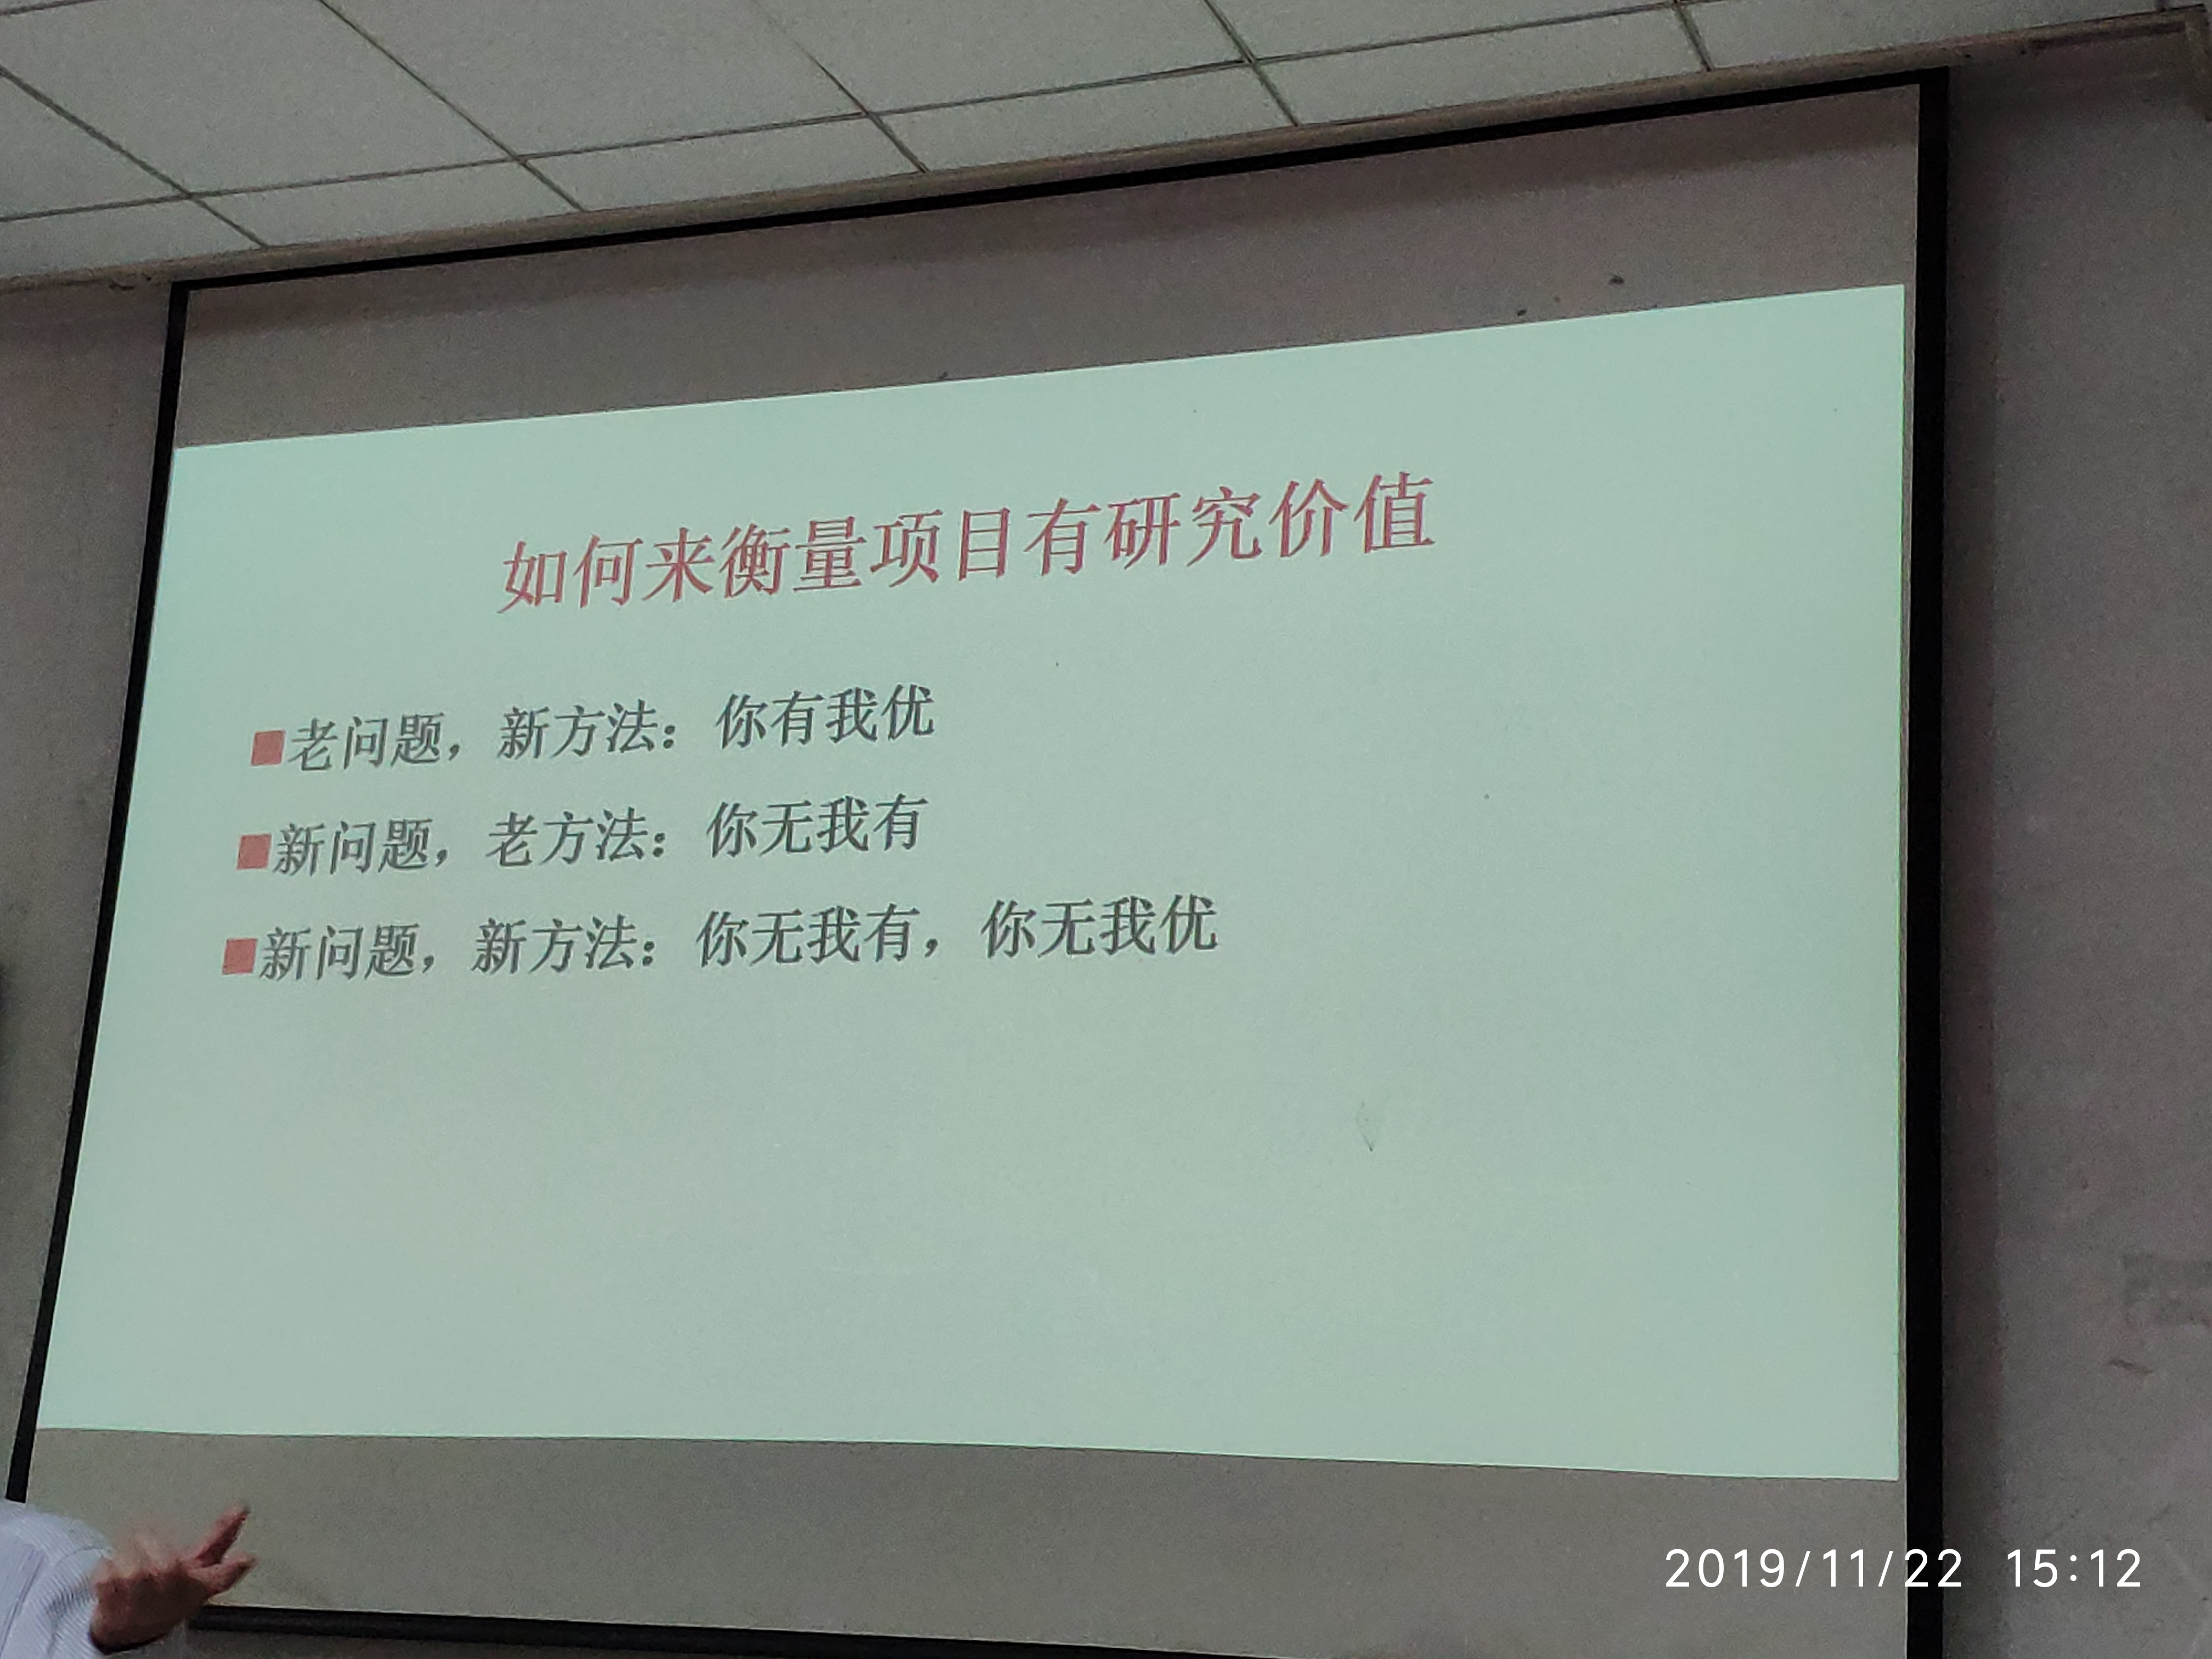 如何来衡量项目有研究价值
■老问题，新方法：你有我优
■新问题，老方法：你无我有
■新问题，新方法：你无我有，你无我优
2019/11/22 15:12